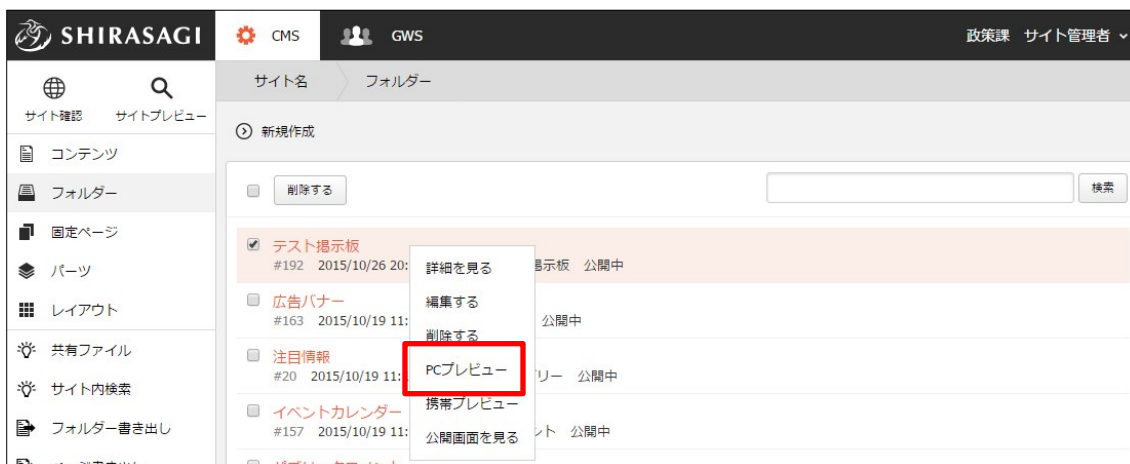 SHIRASAGI
CMS
GWS
政策課 サイト管理者
サイト確認
サイトプレビュー
サイト名
フォルダー
新規作成
コンテンツ
フォルダー
固定ページ
パーツ
レイアウト
共有ファイル
サイト内検索
フォルダー書き出し
削除する
検索
テスト掲示板
#192 2015/10/26 20: 掲示板 公開中
広告バナー
#163 2015/10/19 11: 公開中
注目情報
#20 2015/10/19 11: リー 公開中
イベントカレンダー
#157 2015/10/19 11: ント 公開中
詳細を見る
編集する
削除する
PCプレビュー
携帯プレビュー
公開画面を見る